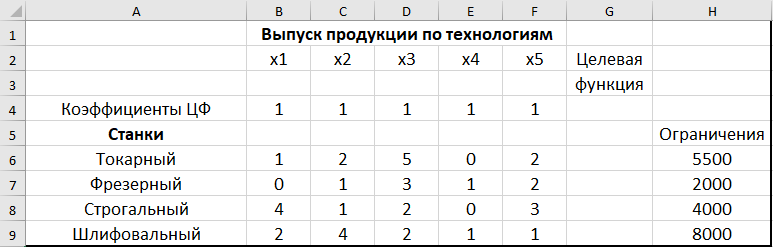 A B C D E F G H
1 Выпуск продукции по технологиям
2 x1 x2 x3 x4 x5 Целевая
3 функция
4 Коэффициенты ЦФ 1 1 1 1 1
5 Станки Ограничения
6 Токарный 1 2 5 0 2 5500
7 Фрезерный 0 1 3 1 2 2000
8 Строгальный 4 1 2 0 3 4000
9 Шлифовальный 2 4 2 1 1 8000